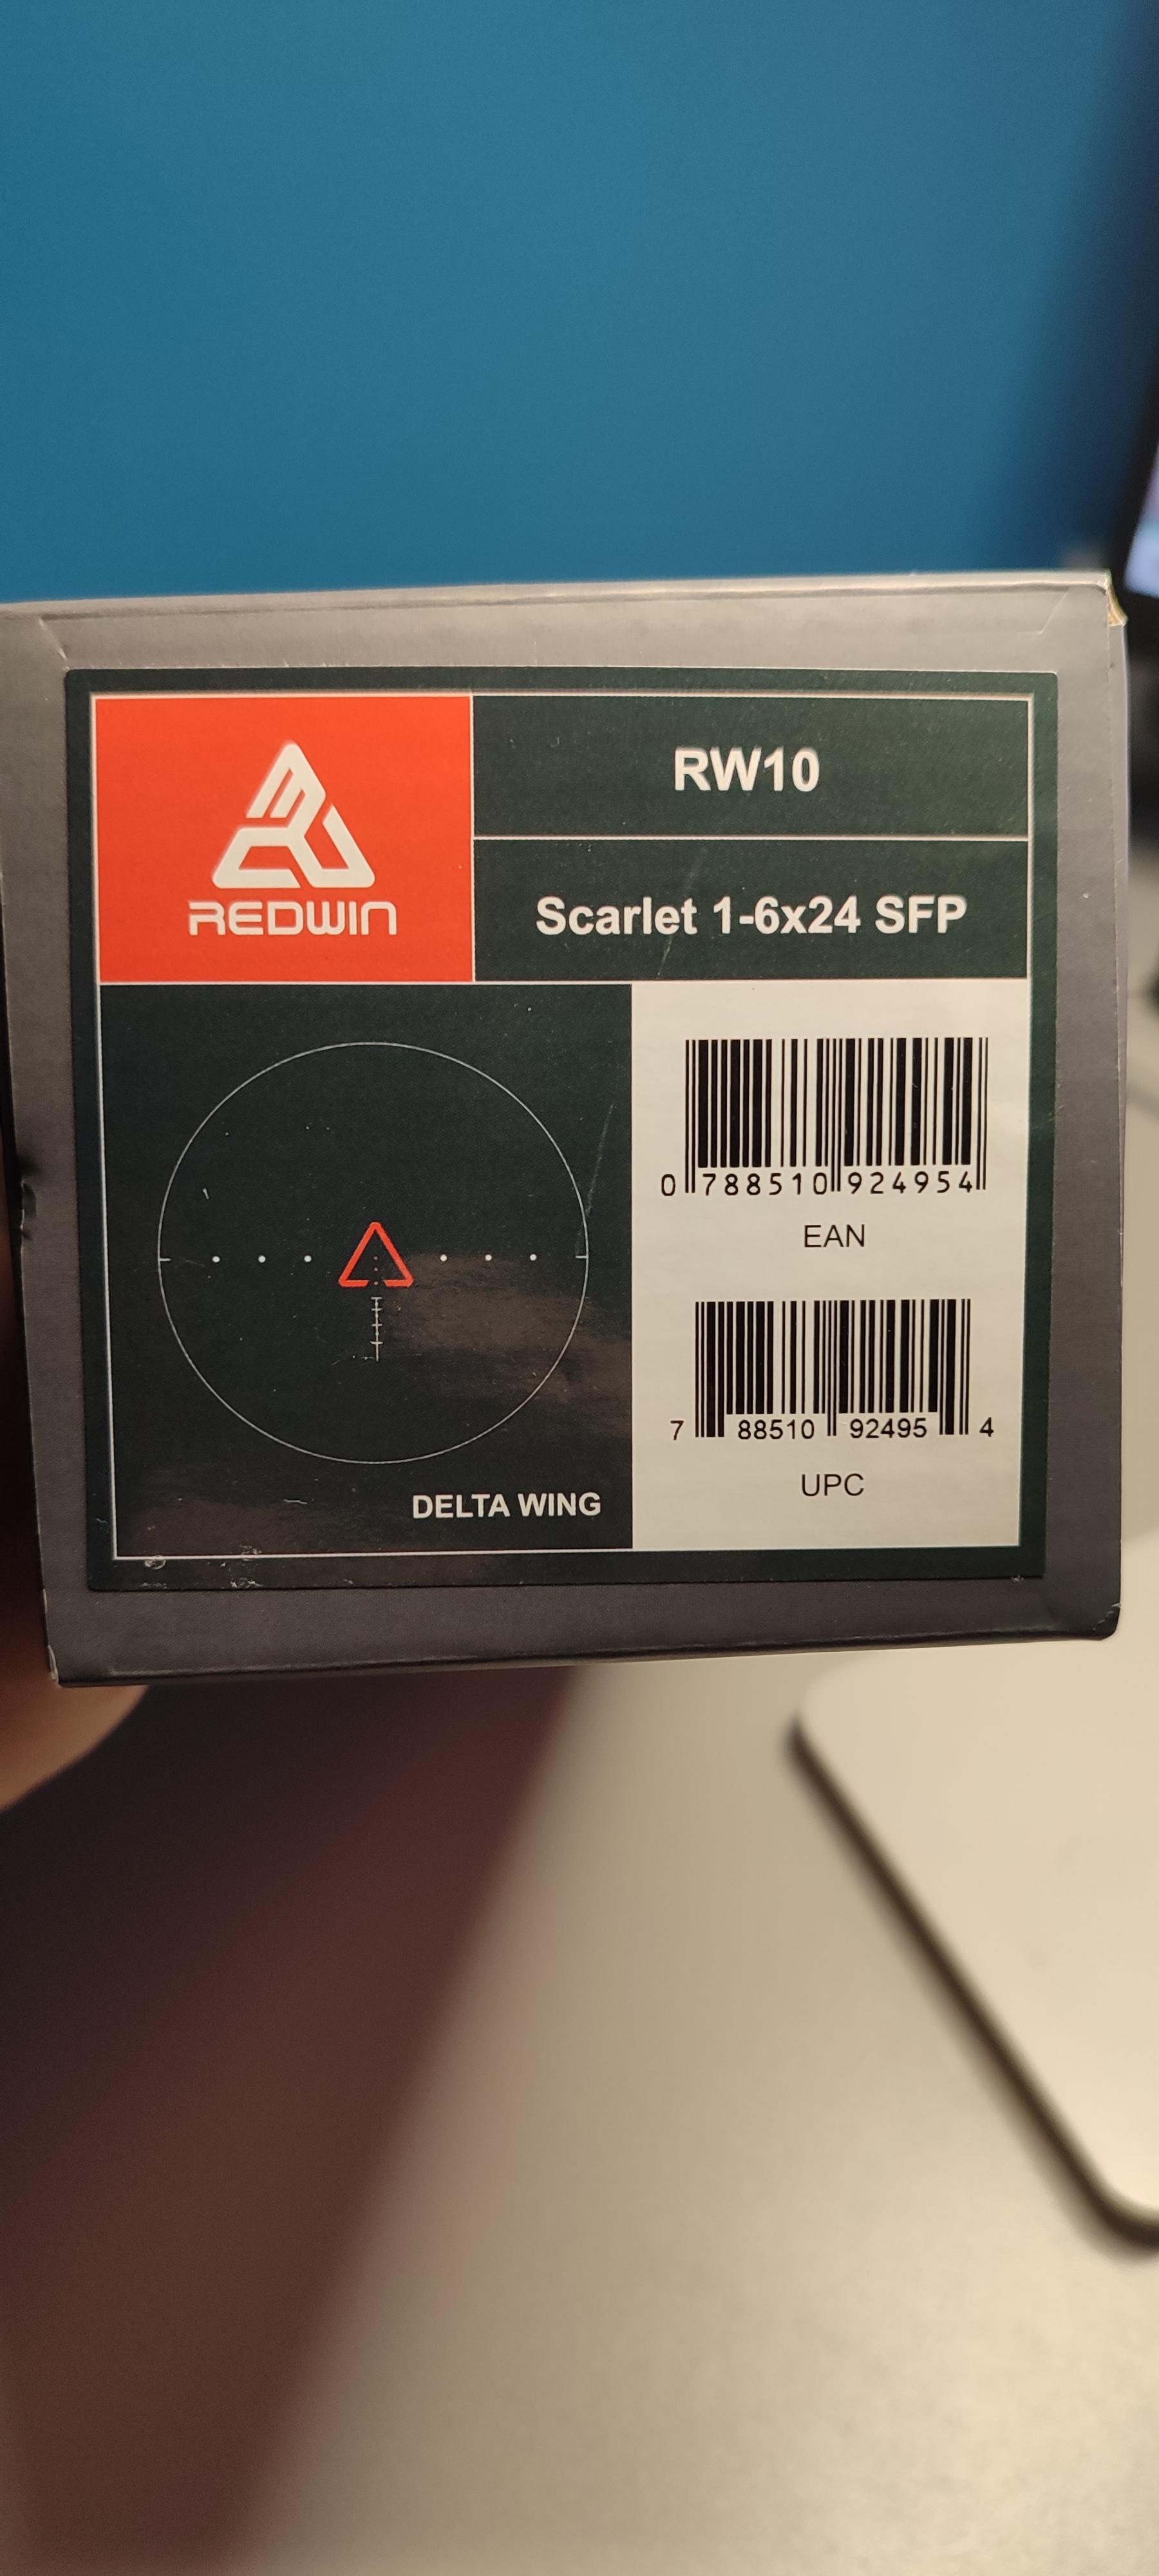 REDWIN
RW10
Scarlet 1-6x24 SFP
DELTA WING
0 788510 924954
EAN
7 88510 92495 4
UPC